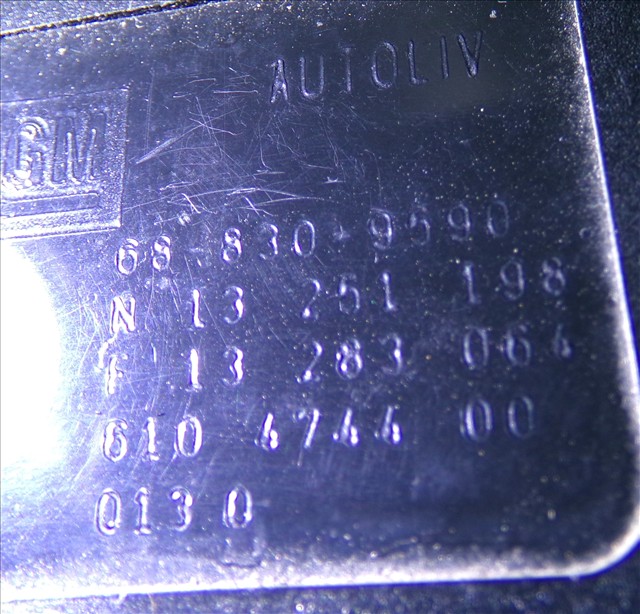 AUTOLIV
GM
68.830-9590
N 13 251 198
F 13 283 064
610 4744 00
0130